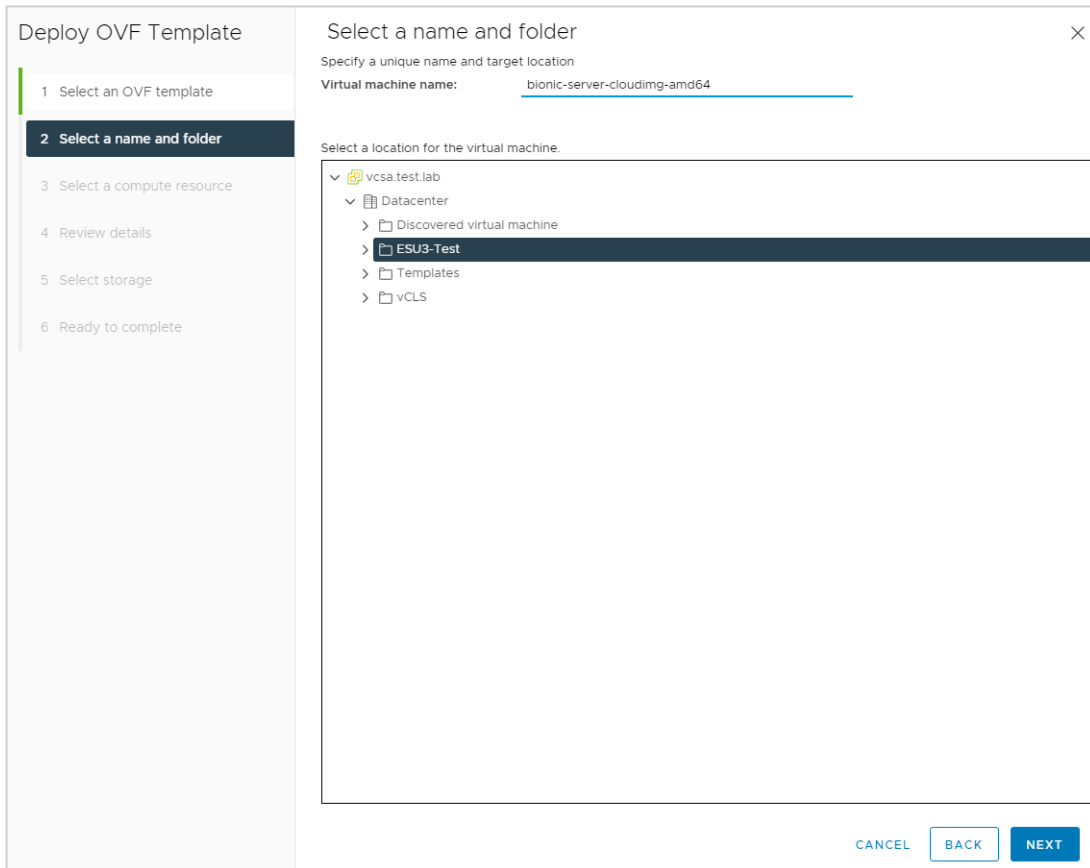 Deploy OVF Template
1 Select an OVF template
2 Select a name and folder
3 Select a compute resource
4 Review details
5 Select storage
6 Ready to complete
Select a name and folder
Specify a unique name and target location
Virtual machine name: bionic-server-cloudimg-amd64
Select a location for the virtual machine.
vcsa.test.lab
Datacenter
Discovered virtual machine
ESU3-Test
Templates
vCLS
CANCEL BACK NEXT